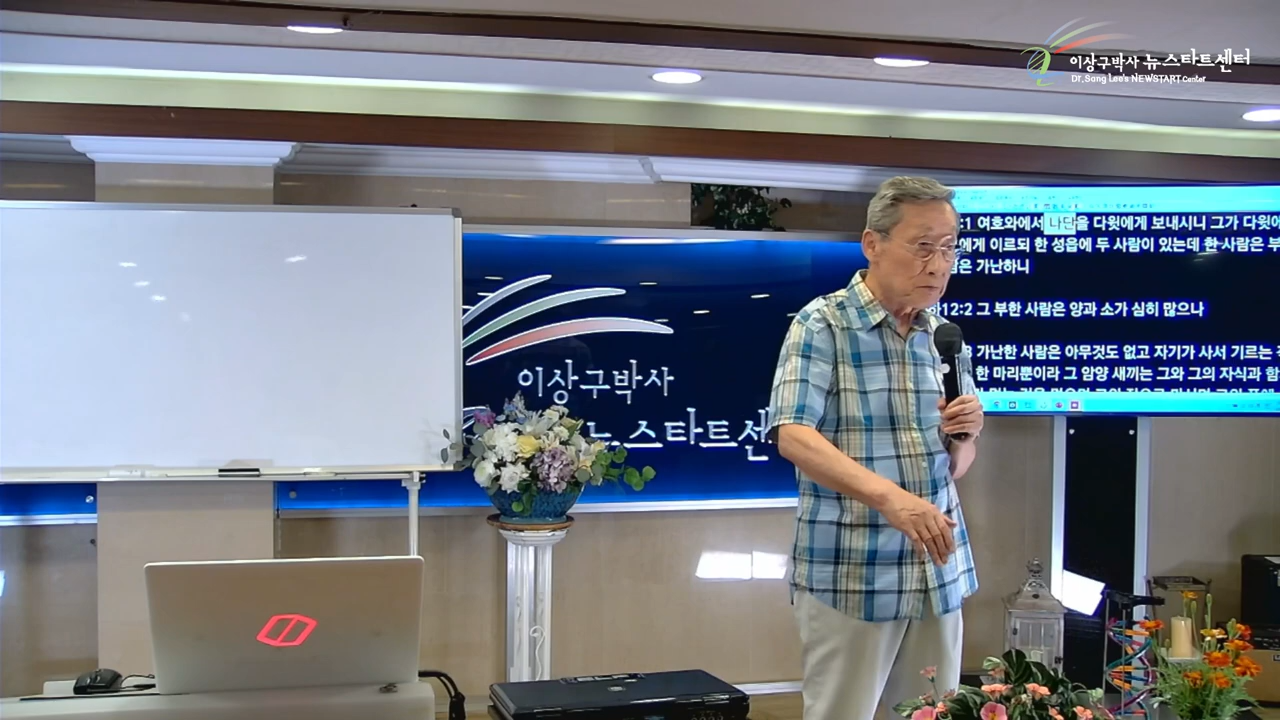 이상구박사 뉴스타트센터
Dr. Sang Lee's NEWSTART Center
:1 여호와께서 나단을 다윗에게 보내시니 그가 다윗에
에게 이르되 한 성읍에 두 사람이 있는데 한 사람은 부
은 가난하니
12:2 그 부한 사람은 양과 소가 심히 많으나
3 가난한 사람은 아무것도 없고 자기가 사서 기르는
한 마리뿐이라 그 암양 새끼는 그와 그의 자식과 함
이상구박사
뉴스타트센